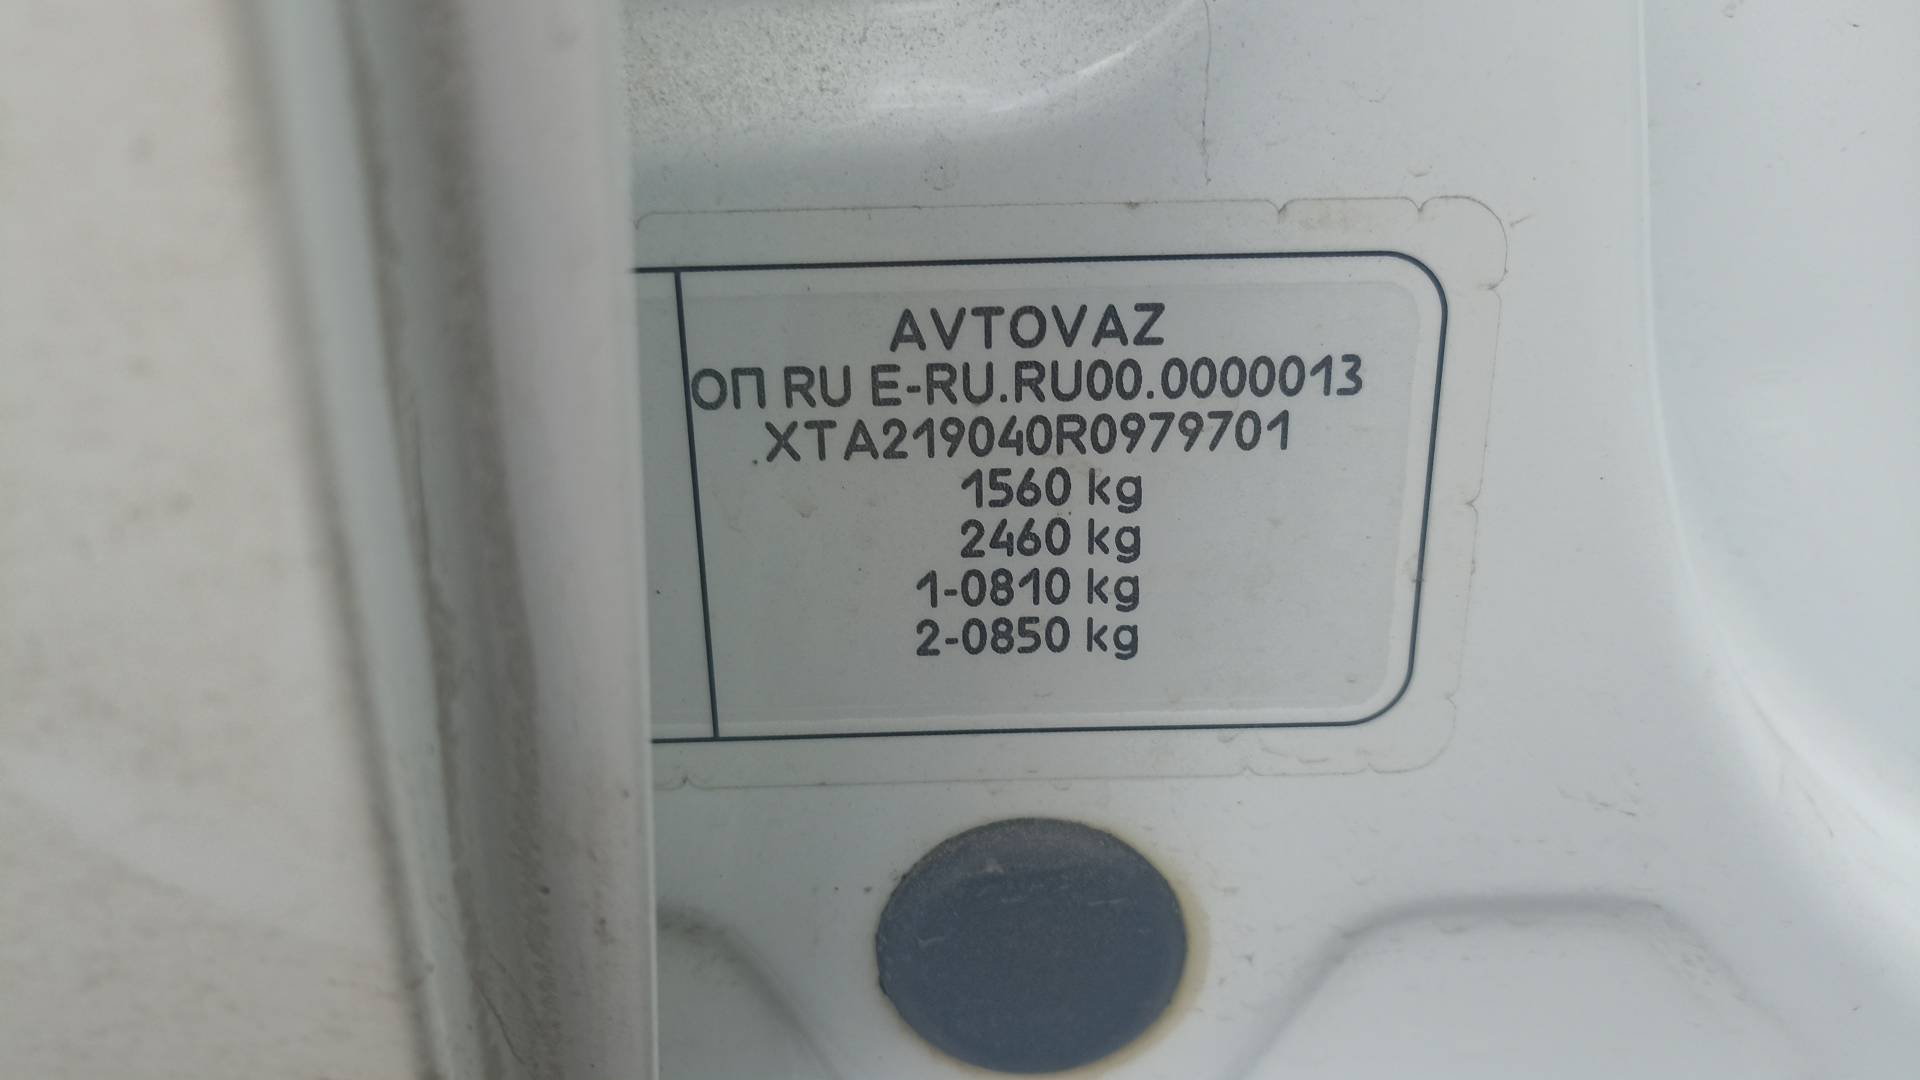 AVTOVAZ
ОП RU E-RU.RU00.0000013
XTA219040R0979701
1560 kg
2460 kg
1-0810 kg
2-0850 kg